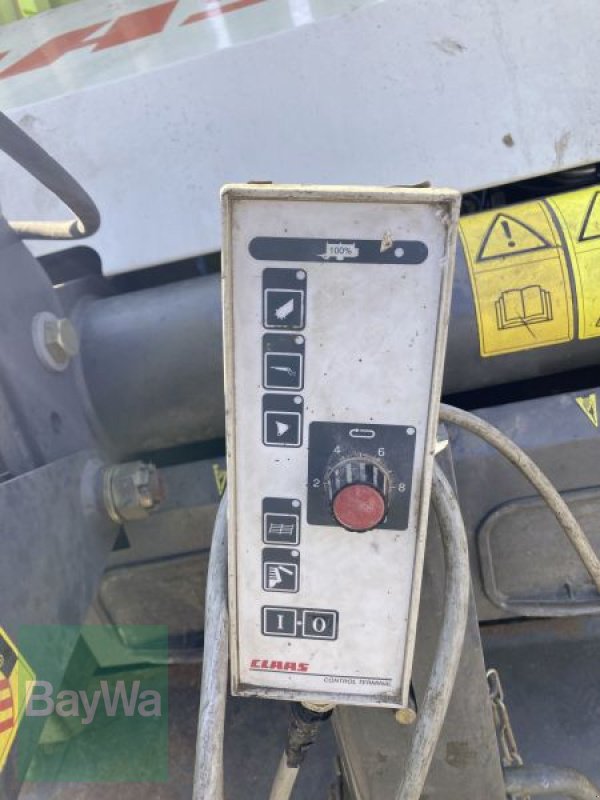 100%
4 6
2 8
I O
CLAAS
CONTROL TERMINAL
BayWa